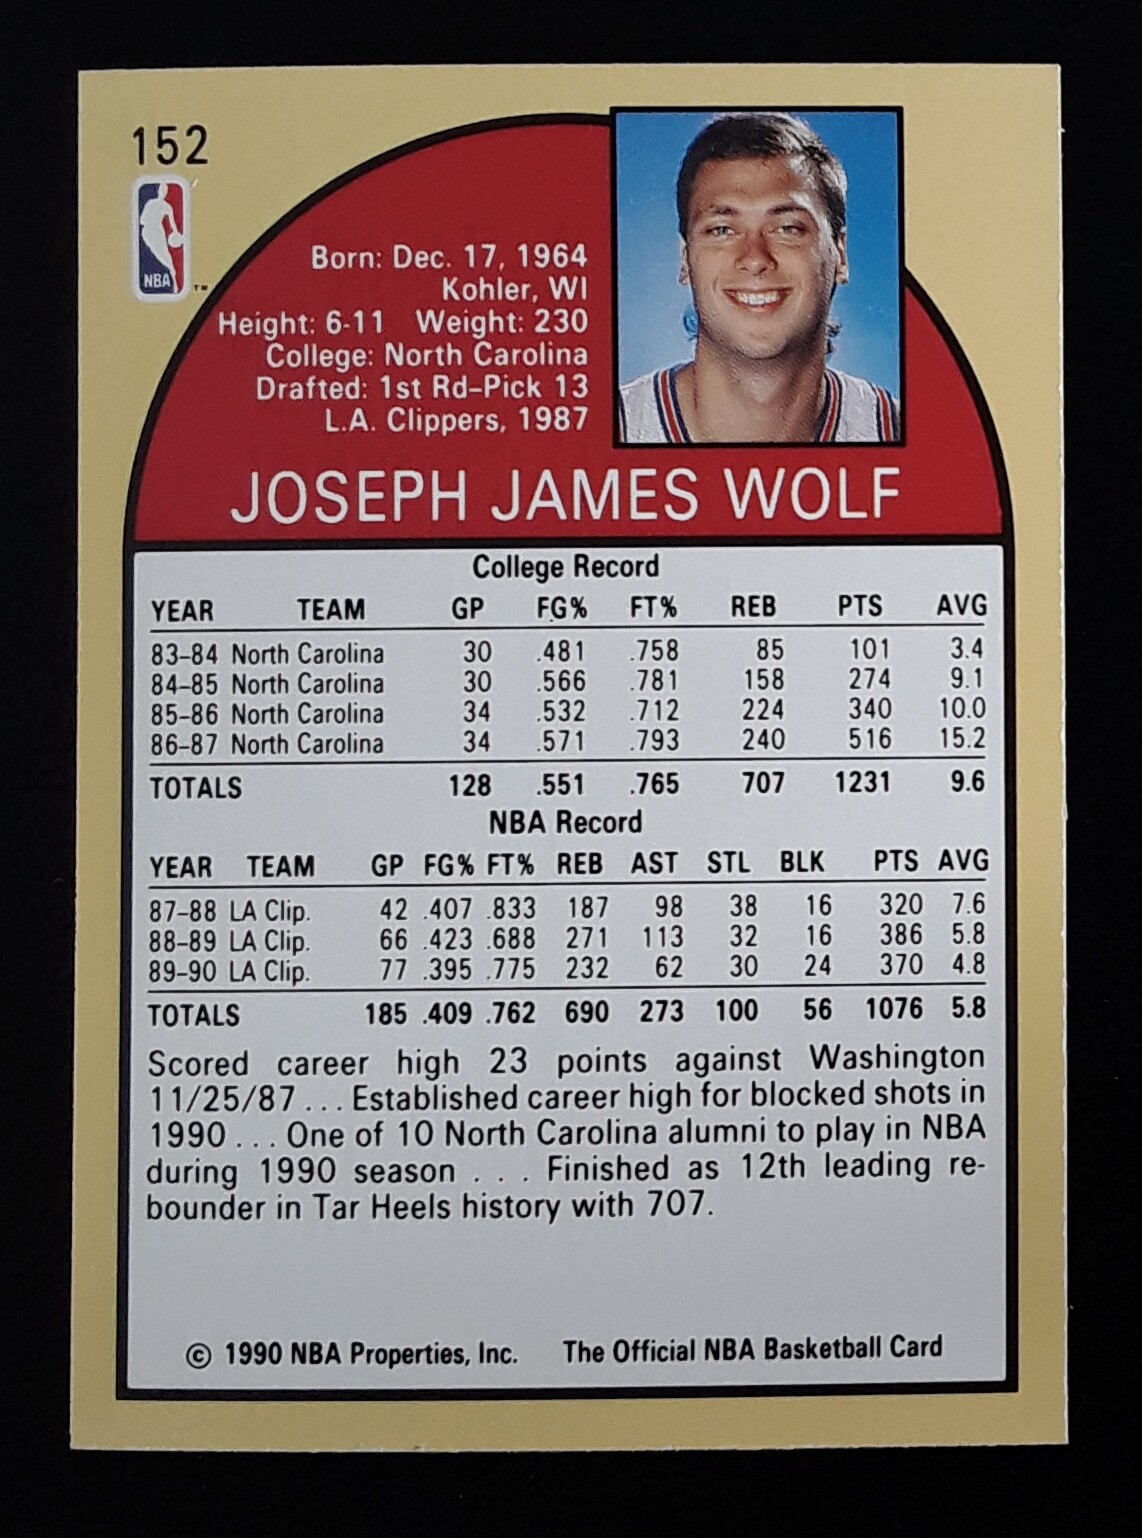 152
NBA
TM
Born: Dec. 17, 1964
Kohler, WI
Height: 6-11 Weight: 230
College: North Carolina
Drafted: 1st Rd-Pick 13
L.A. Clippers, 1987
JOSEPH JAMES WOLF
College Record
YEAR TEAM GP FG% FT% REB PTS AVG
83-84 North Carolina 30 .481 .758 85 101 3.4
84-85 North Carolina 30 .566 .781 158 274 9.1
85-86 North Carolina 34 .532 .712 224 340 10.0
86-87 North Carolina 34 .571 .793 240 516 15.2
TOTALS 128 .551 .765 707 1231 9.6
NBA Record
YEAR TEAM GP FG% FT% REB AST STL BLK PTS AVG
87-88 LA Clip. 42 .407 .833 187 98 38 16 320 7.6
88-89 LA Clip. 66 .423 .688 271 113 32 16 386 5.8
89-90 LA Clip. 77 .395 .775 232 62 30 24 370 4.8
TOTALS 185 .409 .762 690 273 100 56 1076 5.8
Scored career high 23 points against Washington
11/25/87 ... Established career high for blocked shots in
1990 ... One of 10 North Carolina alumni to play in NBA
during 1990 season ... Finished as 12th leading re-
bounder in Tar Heels history with 707.
© 1990 NBA Properties, Inc. The Official NBA Basketball Card